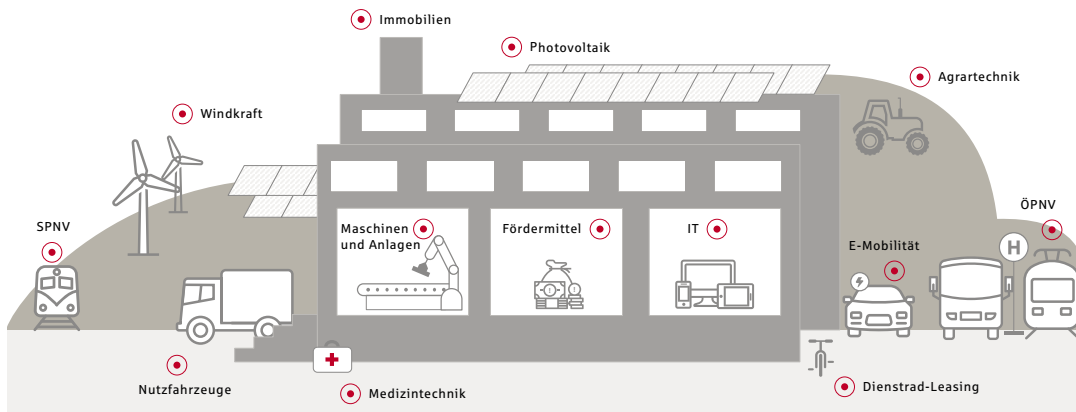 Immobilien
Photovoltaik
Agrartechnik
Windkraft
SPNV
Maschinen
und Anlagen
Fördermittel
IT
E-Mobilität
ÖPNV
H
Nutzfahrzeuge
Medizintechnik
Dienstrad-Leasing